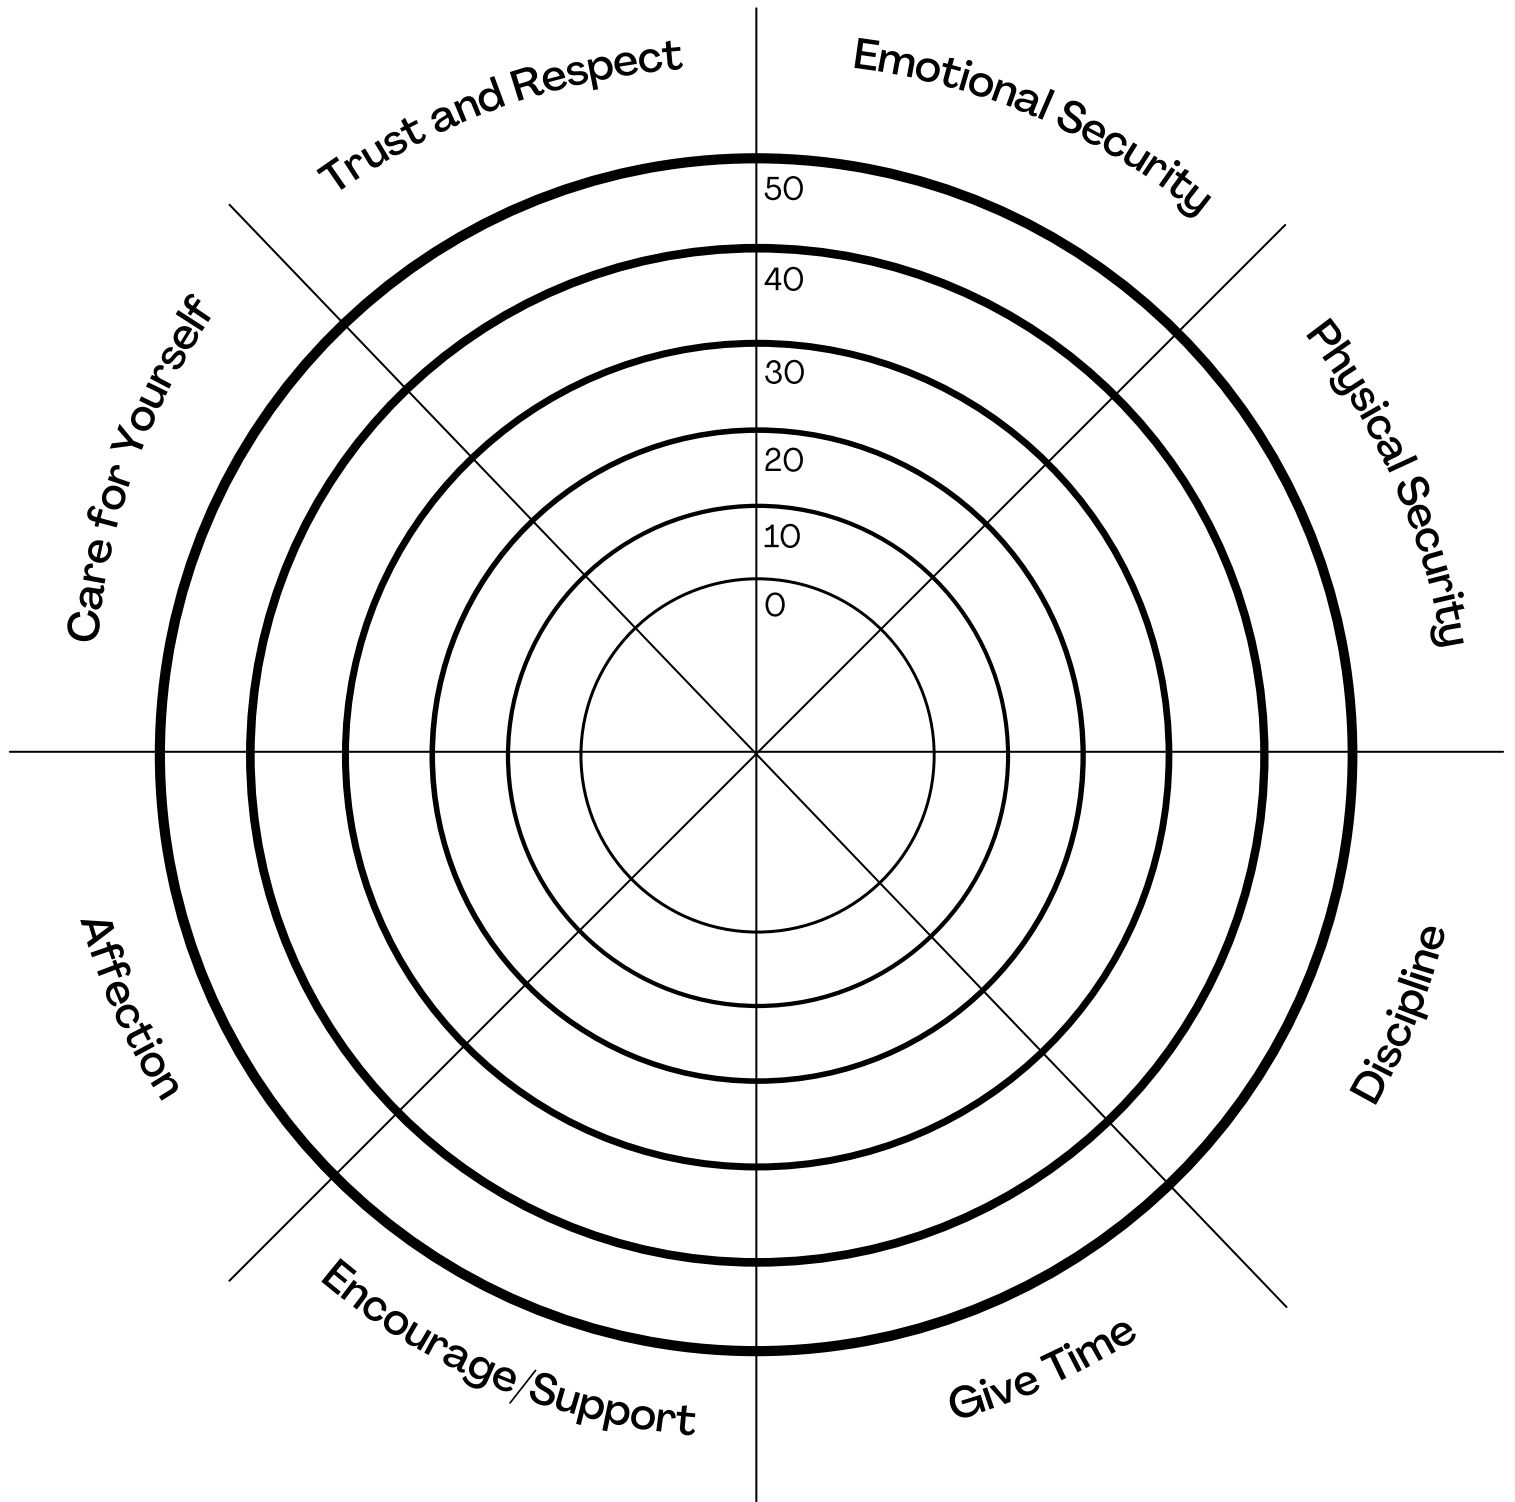 Trust and Respect
Emotional Security
Physical Security
Discipline
Give Time
Encourage/Support
Affection
Care for Yourself
50
40
30
20
10
0